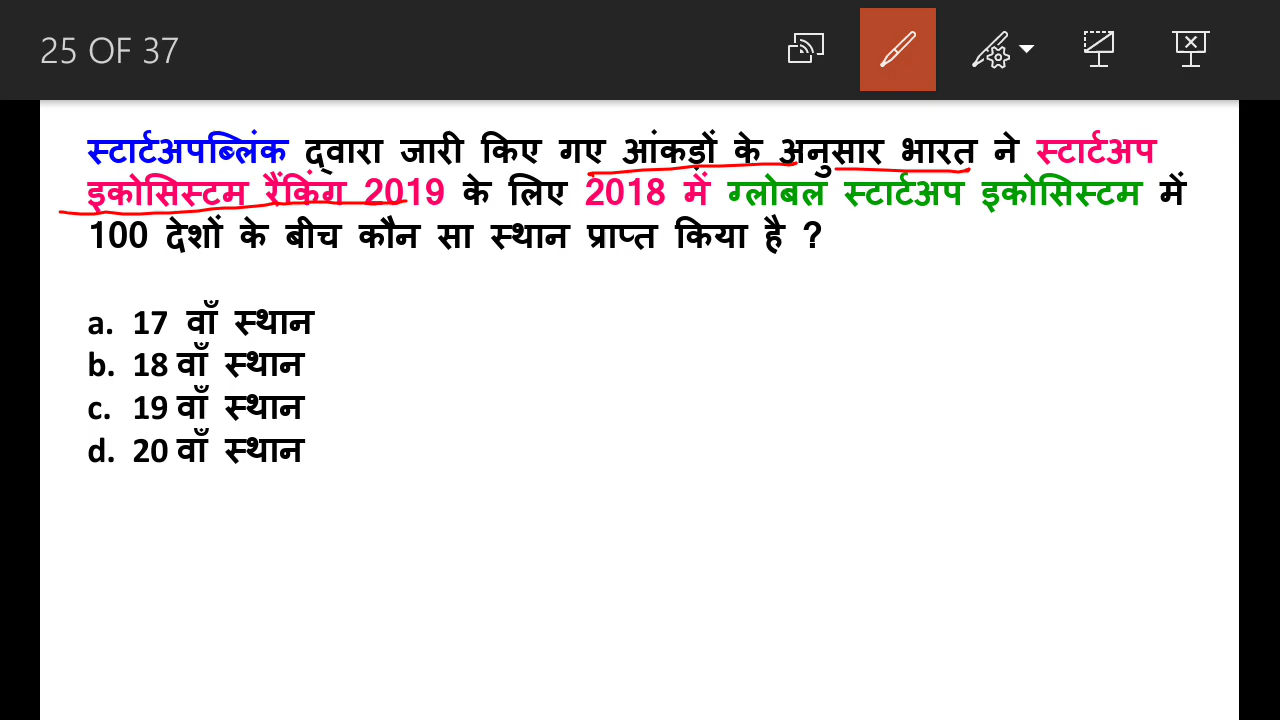 25 OF 37
स्टार्टअपब्लिंक द्वारा जारी किए गए आंकड़ों के अनुसार भारत ने स्टार्टअप
इकोसिस्टम रैंकिंग 2019 के लिए 2018 में ग्लोबल स्टार्टअप इकोसिस्टम में
100 देशों के बीच कौन सा स्थान प्राप्त किया है ?
a. 17 वाँ स्थान
b. 18 वाँ स्थान
c. 19 वाँ स्थान
d. 20 वाँ स्थान